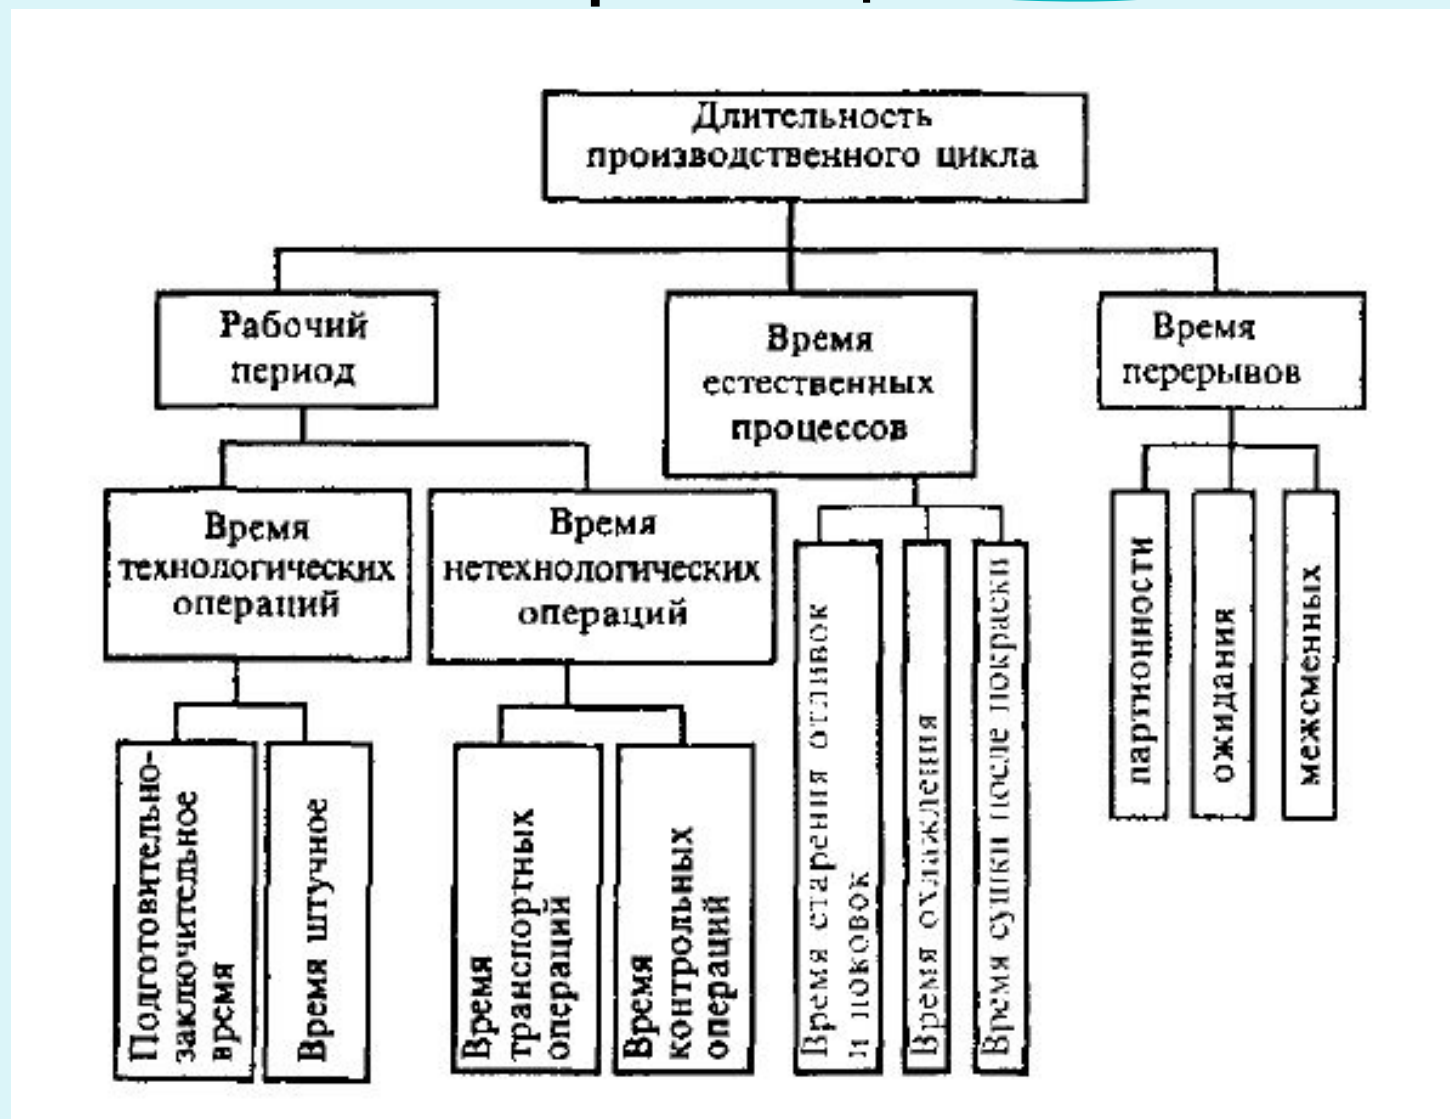 Длительность
производственного цикла
Рабочий
период
Время
естественных
процессов
Время
перерывов
Время
технологических
операций
Время
нетехнологических
операций
Подготовительно-
заключительное
время
Время штучное
Время
транспортных
операций
Время
контрольных
операций
Время старения отливок
и поковок
Время охлаждения
Время сушки после покраски
партионности
ожидания
межсменных